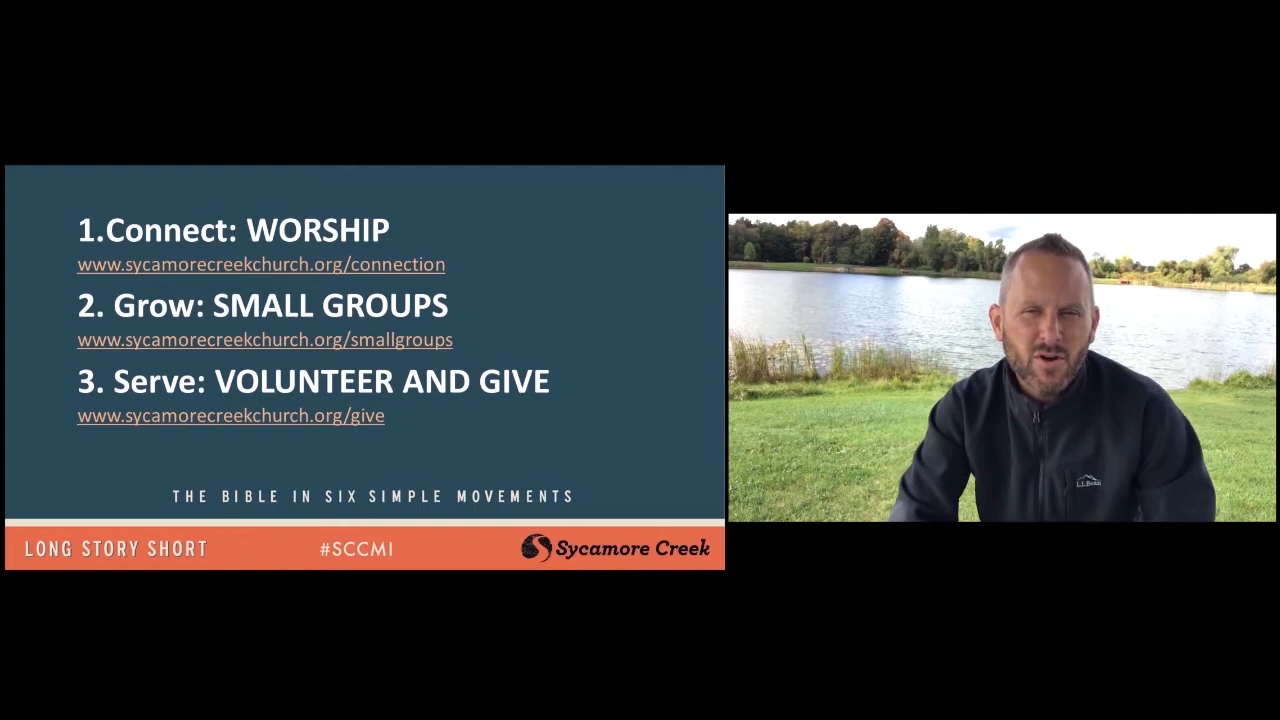 1.Connect: WORSHIP
www.sycamorecreekchurch.org/connection
2. Grow: SMALL GROUPS
www.sycamorecreekchurch.org/smallgroups
3. Serve: VOLUNTEER AND GIVE
www.sycamorecreekchurch.org/give
THE BIBLE IN SIX SIMPLE MOVEMENTS
LONG STORY SHORT
#SCCMI
Sycamore Creek
L.L.Bean